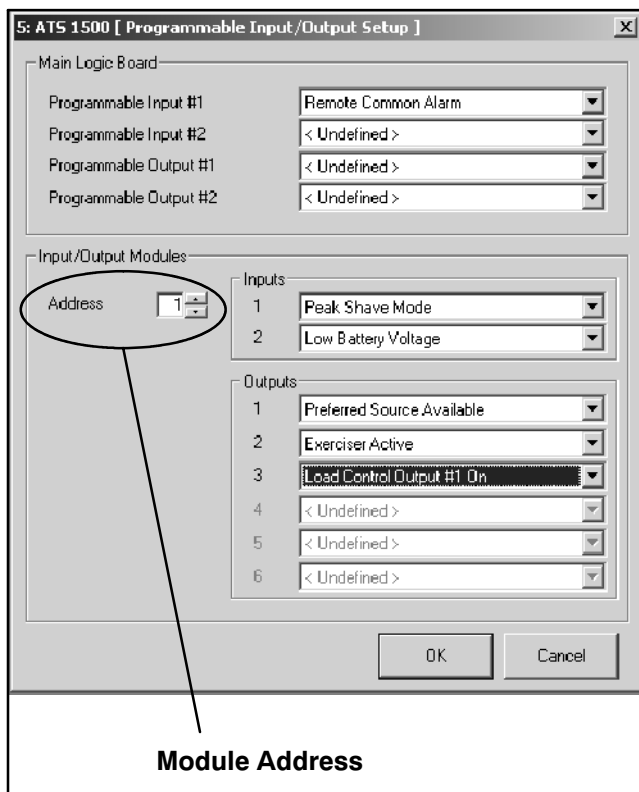 5: ATS 1500 [ Programmable Input/Output Setup ]
Main Logic Board
Programmable Input #1 Remote Common Alarm
Programmable Input #2 < Undefined >
Programmable Output #1 < Undefined >
Programmable Output #2 < Undefined >
Input/Output Modules
Address 1
Inputs
1 Peak Shave Mode
2 Low Battery Voltage
Outputs
1 Preferred Source Available
2 Exerciser Active
3 Load Control Output #1 On
4 < Undefined >
5 < Undefined >
6 < Undefined >
OK Cancel
Module Address